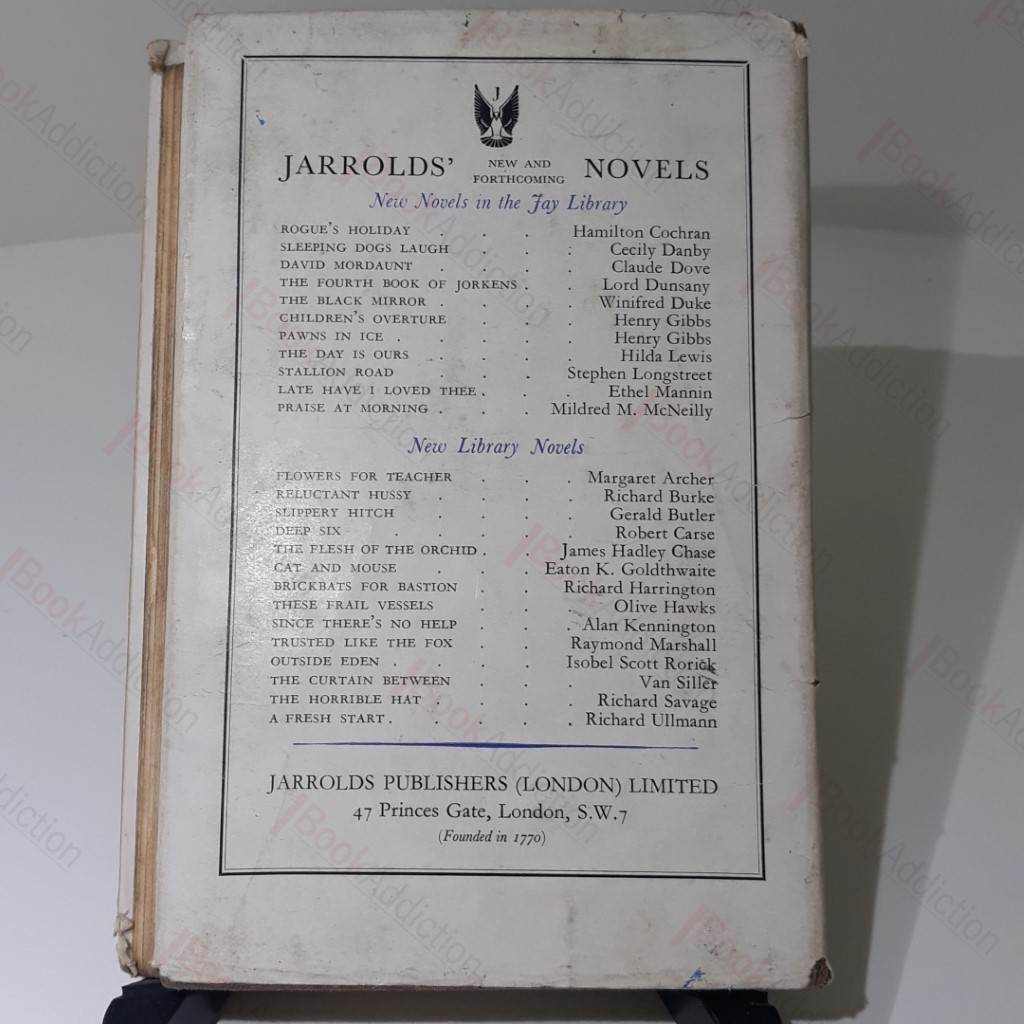 J
JARROLDS' NEW AND FORTHCOMING NOVELS
New Novels in the Jay Library
ROGUE'S HOLIDAY . . . Hamilton Cochran
SLEEPING DOGS LAUGH . . : Cecily Danby
DAVID MORDAUNT . . . . Claude Dove
THE FOURTH BOOK OF JORKENS . . Lord Dunsany
THE BLACK MIRROR . . . . Winifred Duke
CHILDREN'S OVERTURE . . . Henry Gibbs
PAWNS IN ICE . . . . . Henry Gibbs
THE DAY IS OURS . . . . Hilda Lewis
STALLION ROAD . . . Stephen Longstreet
LATE HAVE I LOVED THEE . . . Ethel Mannin
PRAISE AT MORNING . . . Mildred M. McNeilly
New Library Novels
FLOWERS FOR TEACHER . . . Margaret Archer
RELUCTANT HUSSY . . . . Richard Burke
SLIPPERY HITCH . . . . Gerald Butler
DEEP SIX . . . . . Robert Carse
THE FLESH OF THE ORCHID . . James Hadley Chase
CAT AND MOUSE . . . Eaton K. Goldthwaite
BRICKBATS FOR BASTION . . Richard Harrington
THESE FRAIL VESSELS . . . Olive Hawks
SINCE THERE'S NO HELP . . . Alan Kennington
TRUSTED LIKE THE FOX . . Raymond Marshall
OUTSIDE EDEN . . . . Isobel Scott Rorick
THE CURTAIN BETWEEN . . . Van Siller
THE HORRIBLE HAT . . . . Richard Savage
A FRESH START . . . . . Richard Ullmann
JARROLDS PUBLISHERS (LONDON) LIMITED
47 Princes Gate, London, S.W.7
(Founded in 1770)
BookAddiction